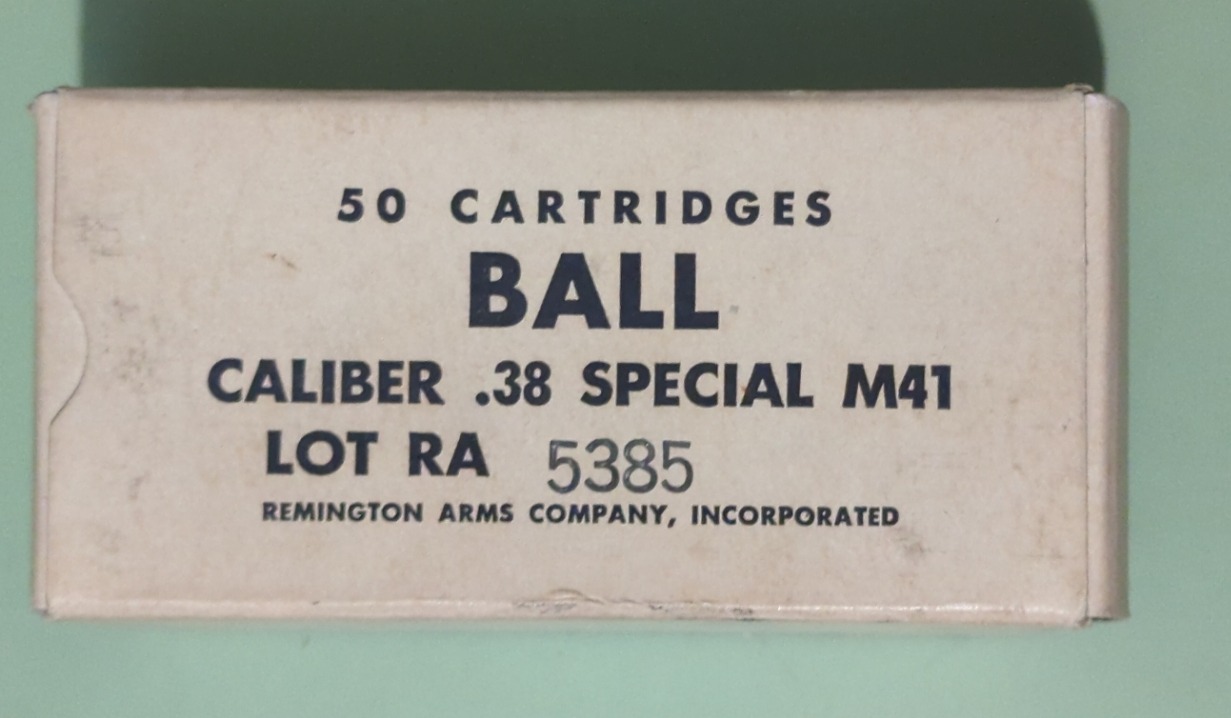 50 CARTRIDGES
BALL
CALIBER .38 SPECIAL M41
LOT RA 5385
REMINGTON ARMS COMPANY, INCORPORATED